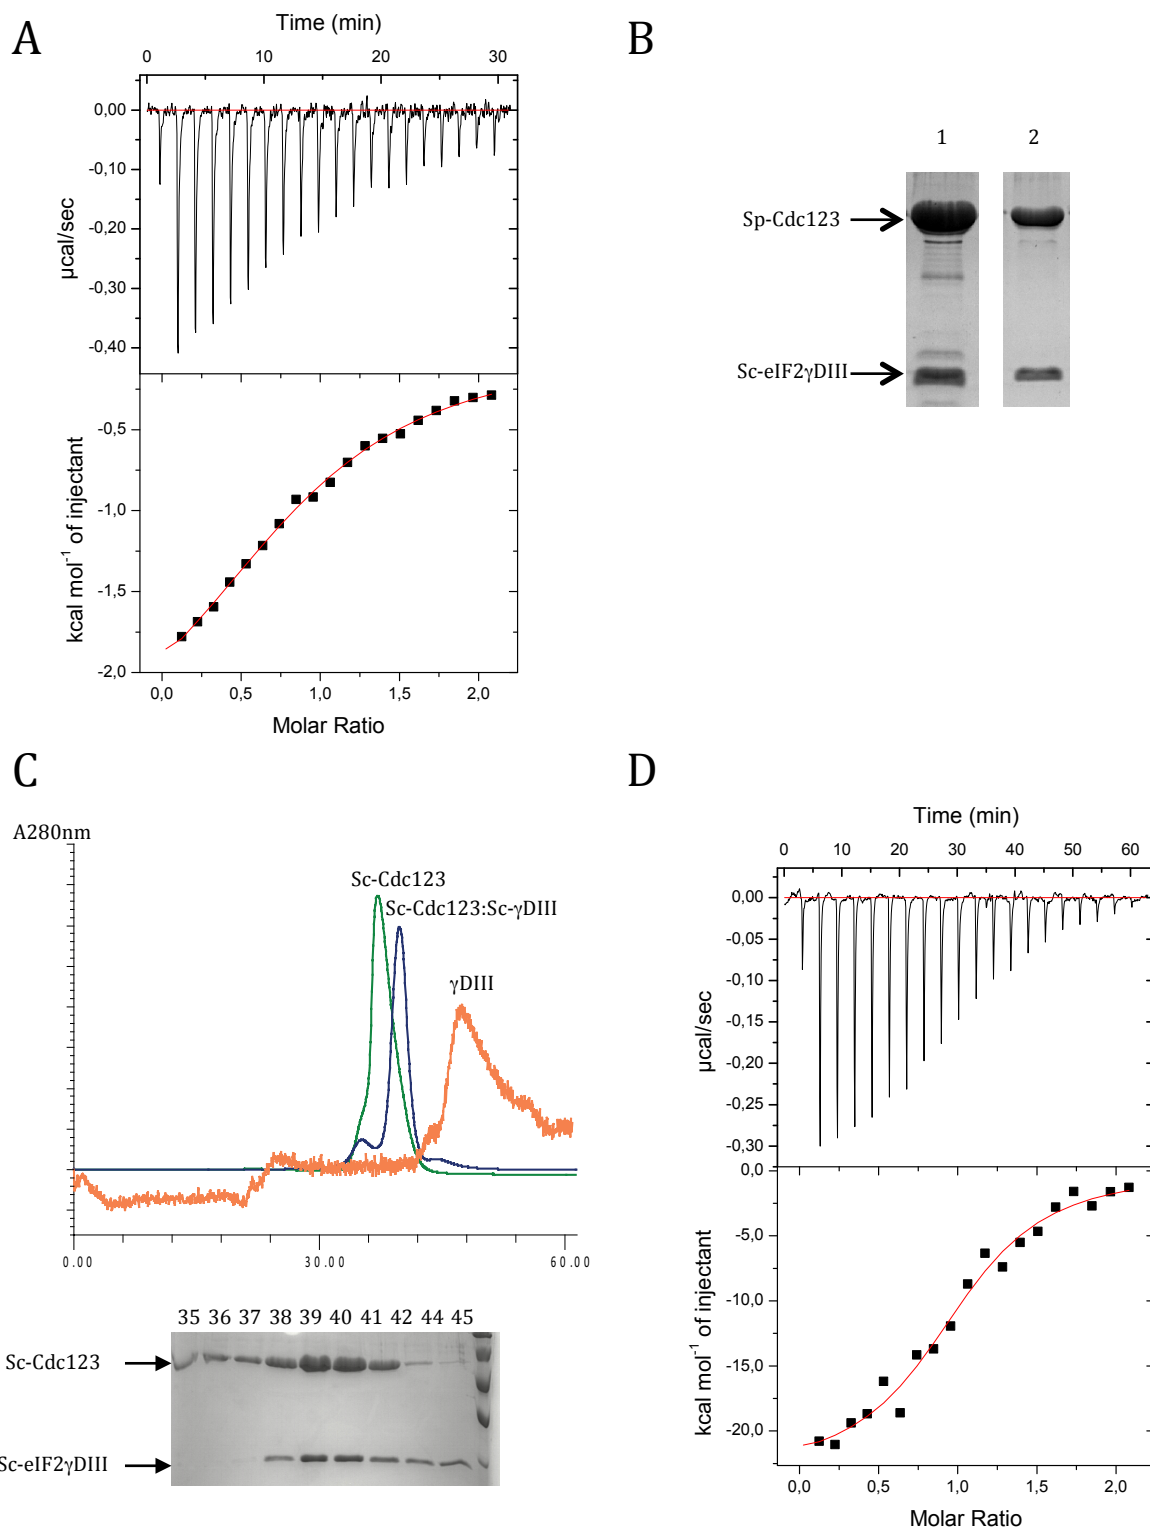 A
Time (min)
0 10 20 30
0,00
-0,10
-0,20
-0,30
-0,40
µcal/sec
-0,5
-1,0
-1,5
-2,0
kcal mol⁻¹ of injectant
0,0 0,5 1,0 1,5 2,0
Molar Ratio
B
1 2
Sp-Cdc123
Sc-eIF2γDIII
C
A280nm
Sc-Cdc123
Sc-Cdc123:Sc-γDIII
γDIII
0.00 30.00 60.00
35 36 37 38 39 40 41 42 44 45
Sc-Cdc123
Sc-eIF2γDIII
D
Time (min)
0 10 20 30 40 50 60
0,00
-0,05
-0,10
-0,15
-0,20
-0,25
-0,30
µcal/sec
0,0
-5,0
-10,0
-15,0
-20,0
kcal mol⁻¹ of injectant
0,0 0,5 1,0 1,5 2,0
Molar Ratio